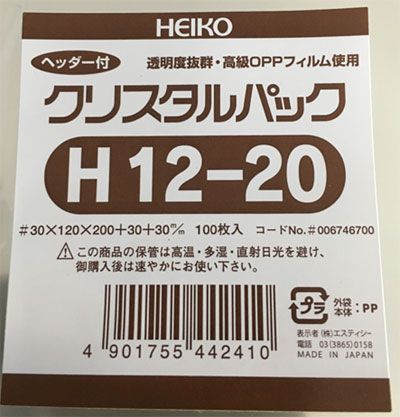 HEIKO
ヘッダー付 透明度抜群・高級OPPフィルム使用
クリスタルパック
H12-20
#30×120×200+30+30m/m 100枚入 コードNo.#006746700
⚠この商品の保管は高温・多湿・直射日光を避け、
御購入後は速やかにお使い下さい。
プラ 外袋
本体 : PP
表示者(株)エスティシー
電話 03(3865)0158
MADE IN JAPAN
4 901755 442410